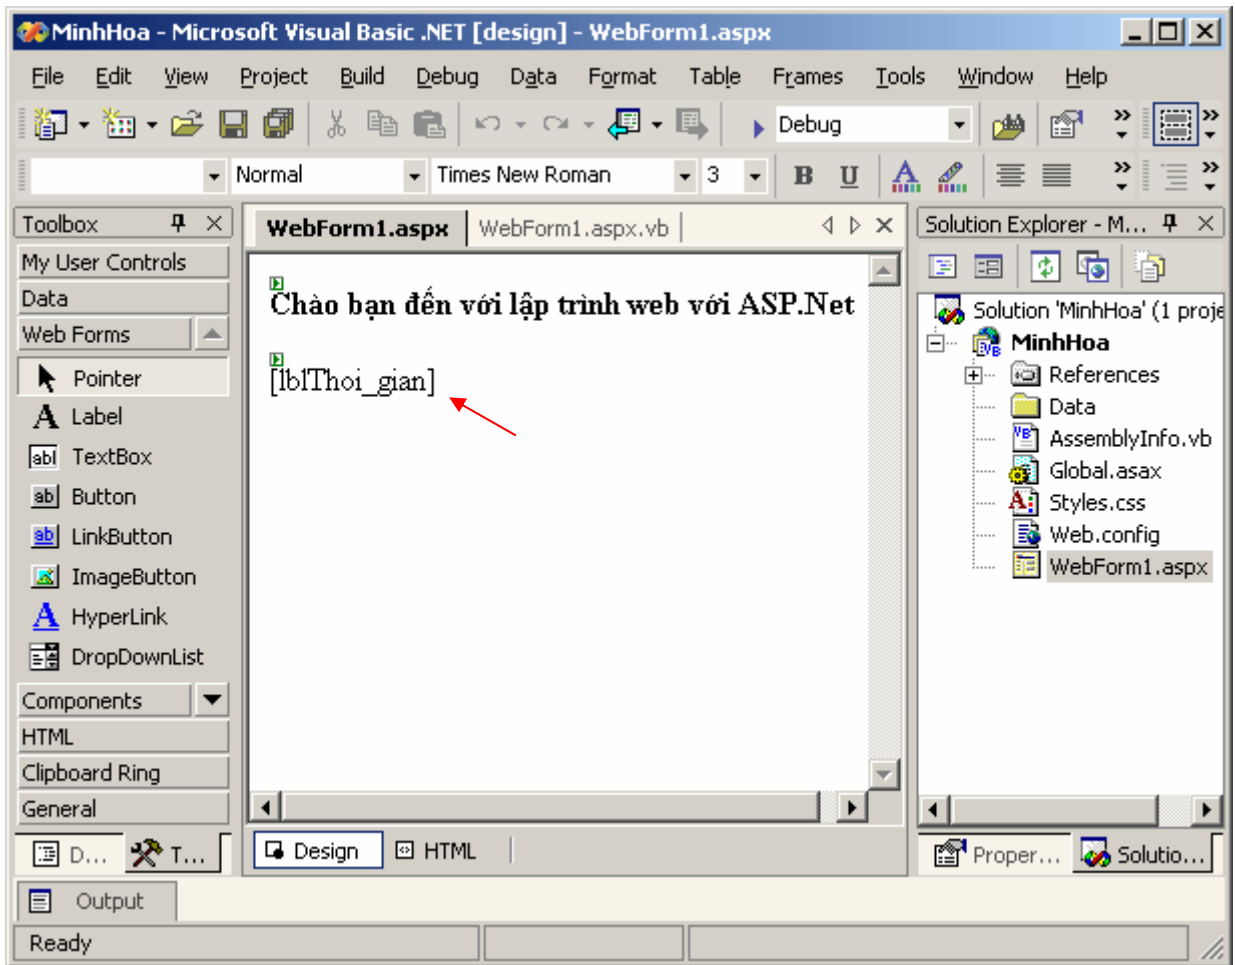 MinhHoa - Microsoft Visual Basic .NET [design] - WebForm1.aspx
File Edit View Project Build Debug Data Format Table Frames Tools Window Help
Debug
Normal Times New Roman 3 B U A
Toolbox
My User Controls
Data
Web Forms
Pointer
A Label
abl TextBox
ab Button
ab LinkButton
ImageButton
A HyperLink
DropDownList
Components
HTML
Clipboard Ring
General
D... T...
WebForm1.aspx WebForm1.aspx.vb
Chào bạn đến với lập trình web với ASP.Net
[lblThoi_gian]
Design HTML
Solution Explorer - M...
Solution 'MinhHoa' (1 proje
MinhHoa
References
Data
AssemblyInfo.vb
Global.asax
Styles.css
Web.config
WebForm1.aspx
Proper... Solutio...
Output
Ready